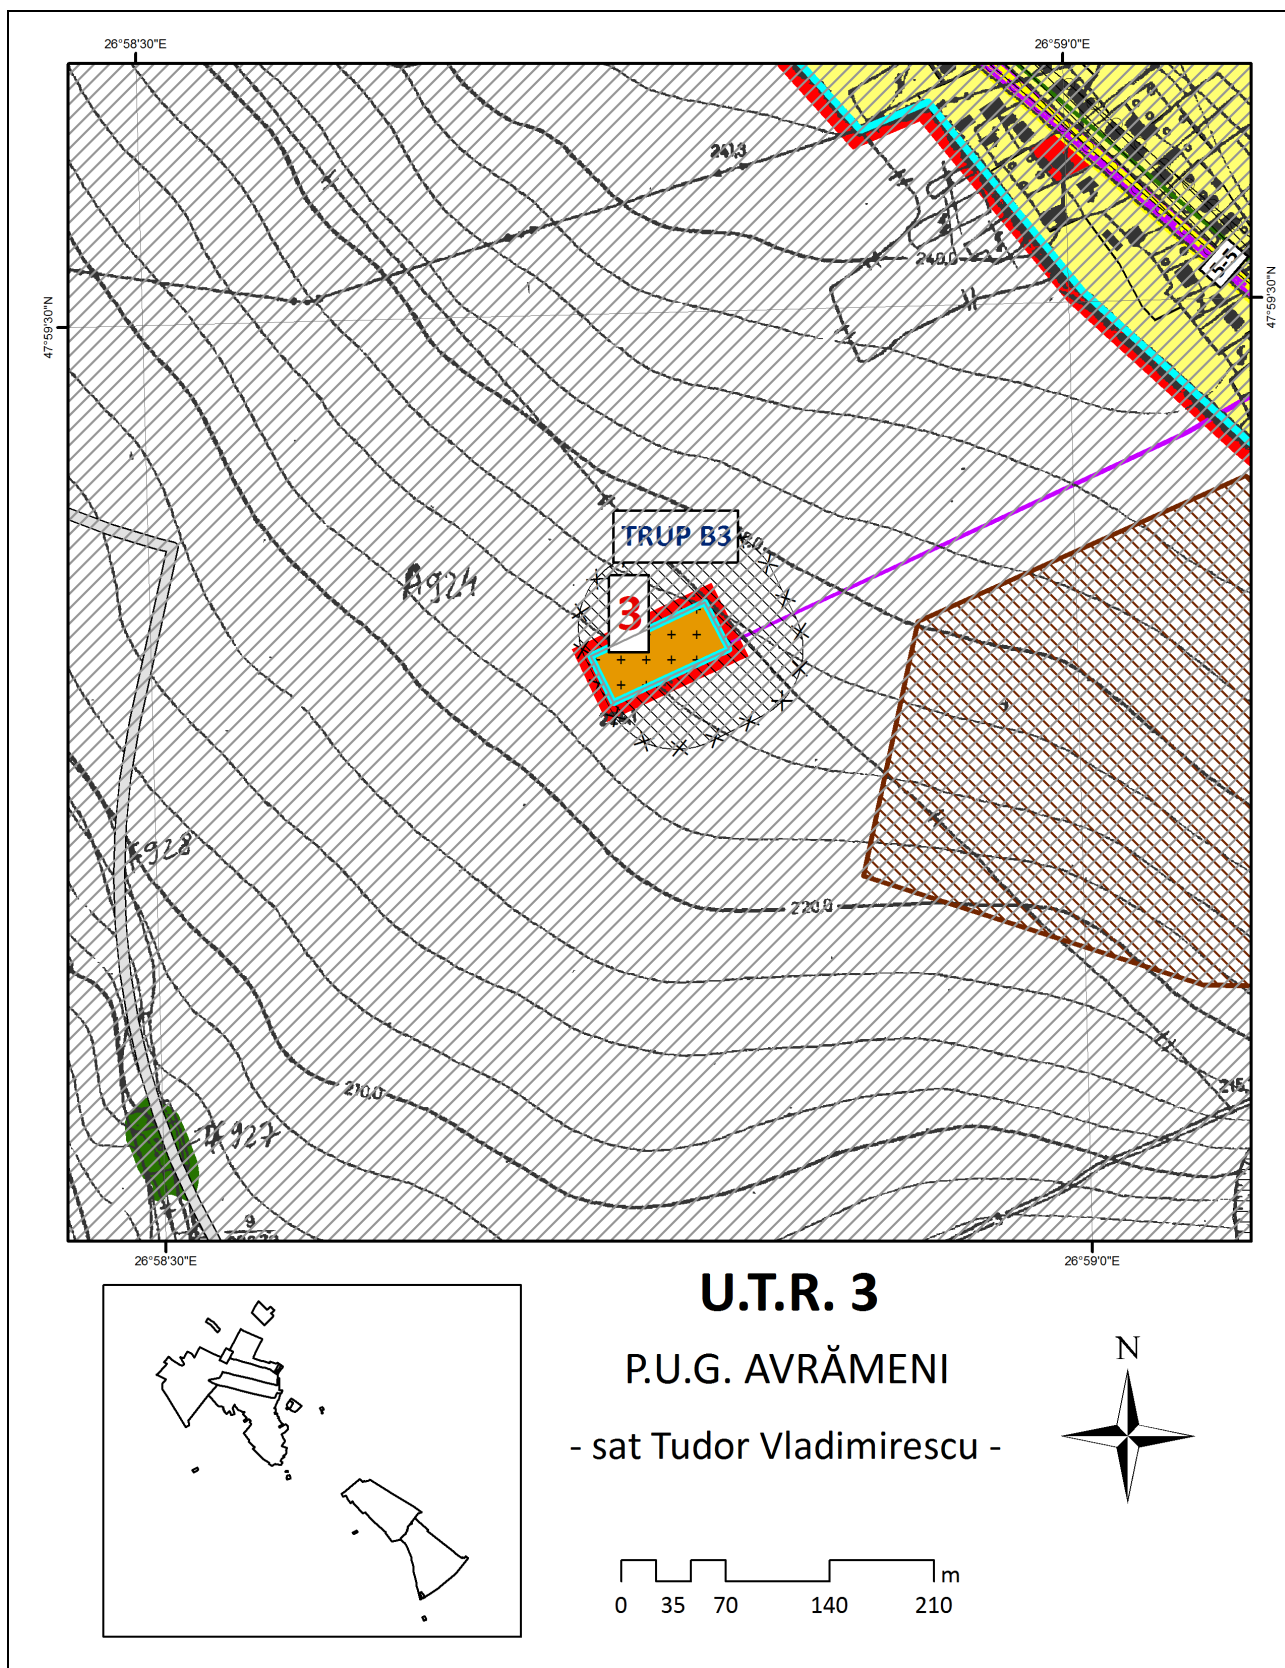 26°58'30"E
26°59'0"E
241.3
240.0
5-5
47°59'30"N
47°59'30"N
TRUP B3
A924
3
220.0
210.0
215.
26°58'30"E
26°59'0"E
U.T.R. 3
P.U.G. AVRĂMENI
N
- sat Tudor Vladimirescu -
m
0 35 70 140 210